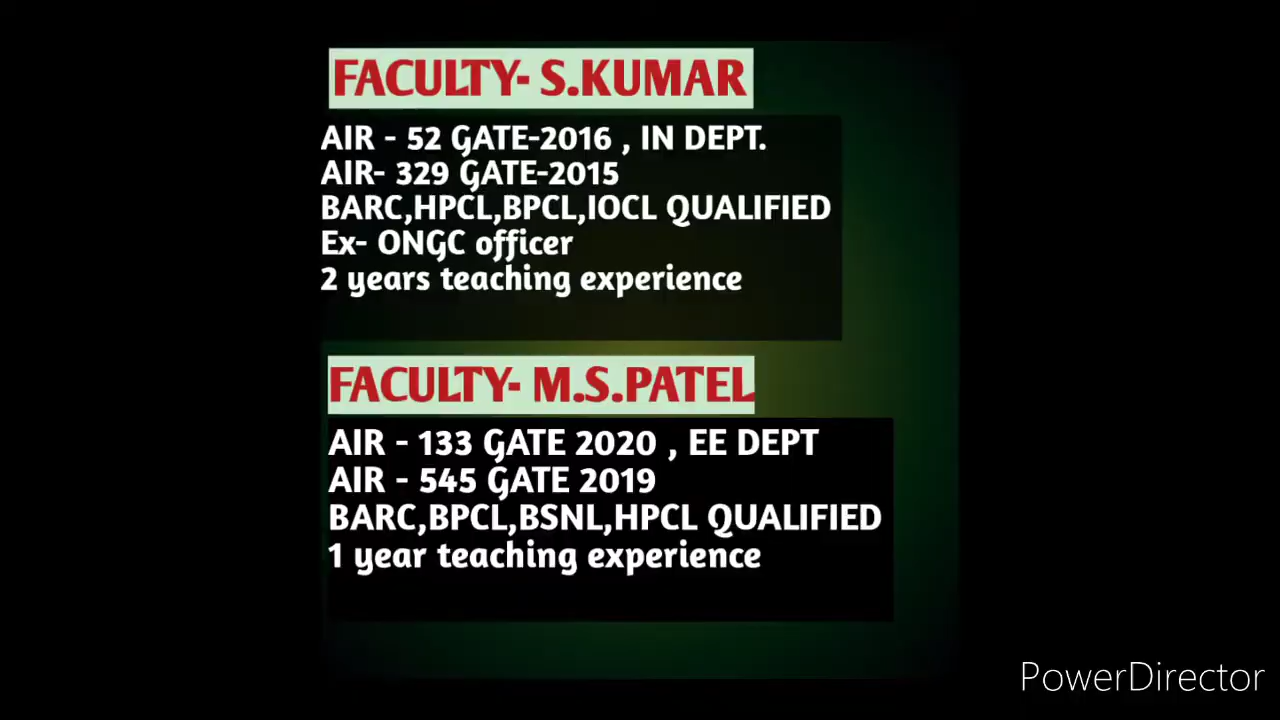 FACULTY- S.KUMAR
AIR - 52 GATE-2016 , IN DEPT.
AIR- 329 GATE-2015
BARC,HPCL,BPCL,IOCL QUALIFIED
Ex- ONGC officer
2 years teaching experience
FACULTY- M.S.PATEL
AIR - 133 GATE 2020 , EE DEPT
AIR - 545 GATE 2019
BARC,BPCL,BSNL,HPCL QUALIFIED
1 year teaching experience
PowerDirector